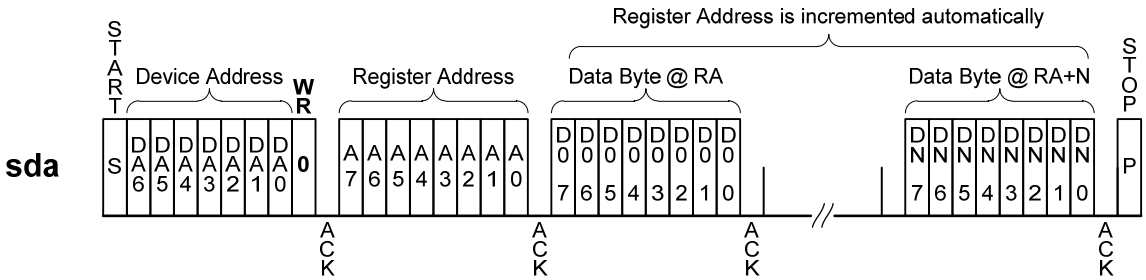 Register Address is incremented automatically
START
Device Address
WR
Register Address
Data Byte @ RA
Data Byte @ RA+N
STOP
sda
S
DA6 DA5 DA4 DA3 DA2 DA1 DA0
0
A7 A6 A5 A4 A3 A2 A1 A0
D07 D06 D05 D04 D03 D02 D01 D00
//
DN7 DN6 DN5 DN4 DN3 DN2 DN1 DN0
P
ACK
ACK
ACK
ACK